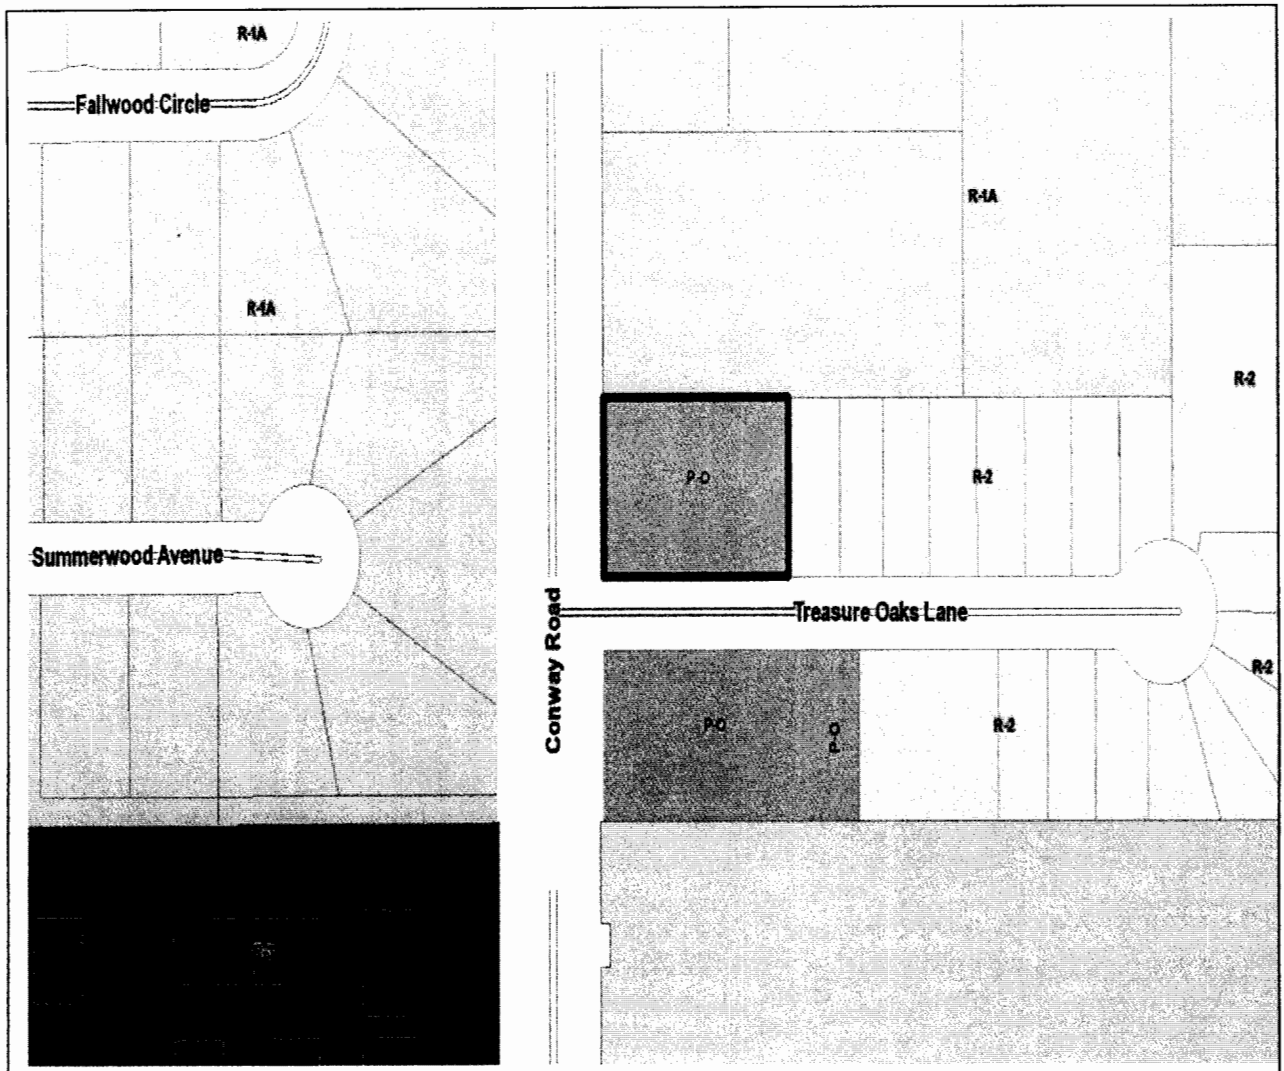 R-1A
Fallwood Circle
R-1A
R-1A
R-2
P-O
R-2
Summerwood Avenue
Treasure Oaks Lane
Conway Road
R-2
P-O
P-O
R-2